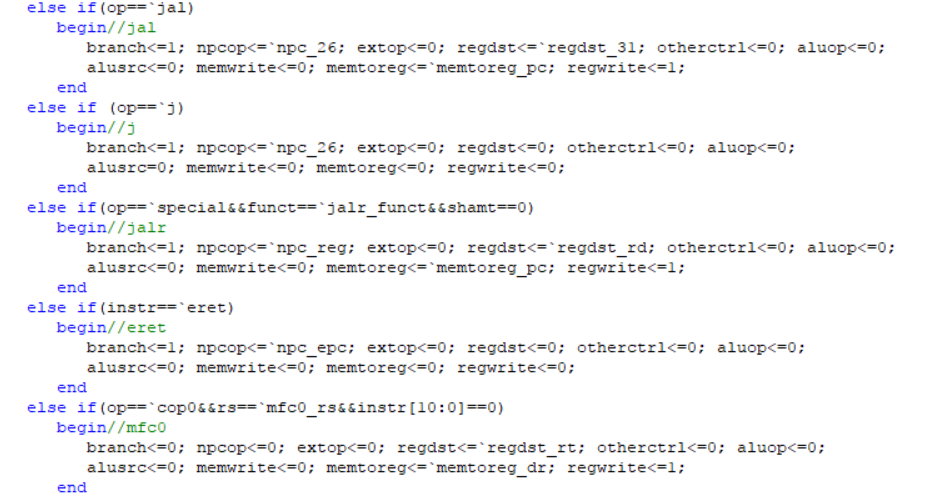 else if(op==`jal)
begin//jal
branch<=1; npcop<=`npc_26; extop<=0; regdst<=`regdst_31; otherctrl<=0; aluop<=0;
alusrc<=0; memwrite<=0; memtoreg<=`memtoreg_pc; regwrite<=1;
end
else if (op==`j)
begin//j
branch<=1; npcop<=`npc_26; extop<=0; regdst<=0; otherctrl<=0; aluop<=0;
alusrc=0; memwrite<=0; memtoreg<=0; regwrite<=0;
end
else if(op==`special&&funct==`jalr_funct&&shamt==0)
begin//jalr
branch<=1; npcop<=`npc_reg; extop<=0; regdst<=`regdst_rd; otherctrl<=0; aluop<=0;
alusrc<=0; memwrite<=0; memtoreg<=`memtoreg_pc; regwrite<=1;
end
else if(instr==`eret)
begin//eret
branch<=1; npcop<=`npc_epc; extop<=0; regdst<=0; otherctrl<=0; aluop<=0;
alusrc<=0; memwrite<=0; memtoreg<=0; regwrite<=0;
end
else if(op==`cop0&&rs==`mfc0_rs&&instr[10:0]==0)
begin//mfc0
branch<=0; npcop<=0; extop<=0; regdst<=`regdst_rt; otherctrl<=0; aluop<=0;
alusrc<=0; memwrite<=0; memtoreg<=`memtoreg_dr; regwrite<=1;
end